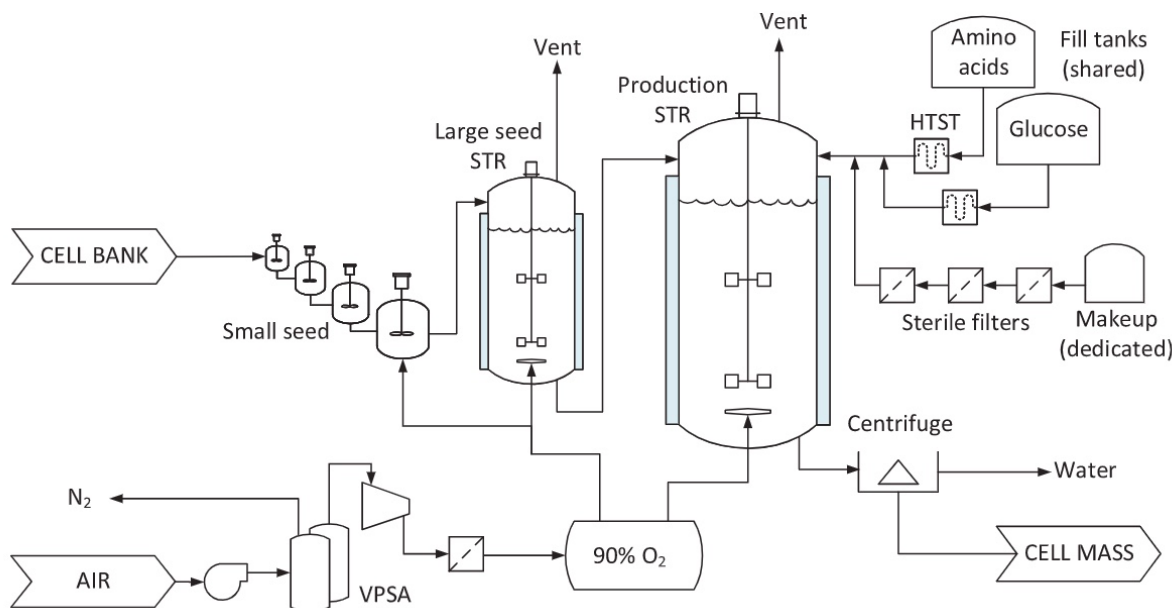 Vent
Vent
Amino
acids
Fill tanks
(shared)
Production
STR
Large seed
STR
HTST
Glucose
CELL BANK
Small seed
Sterile filters
Makeup
(dedicated)
Centrifuge
Water
N₂
90% O₂
CELL MASS
AIR
VPSA